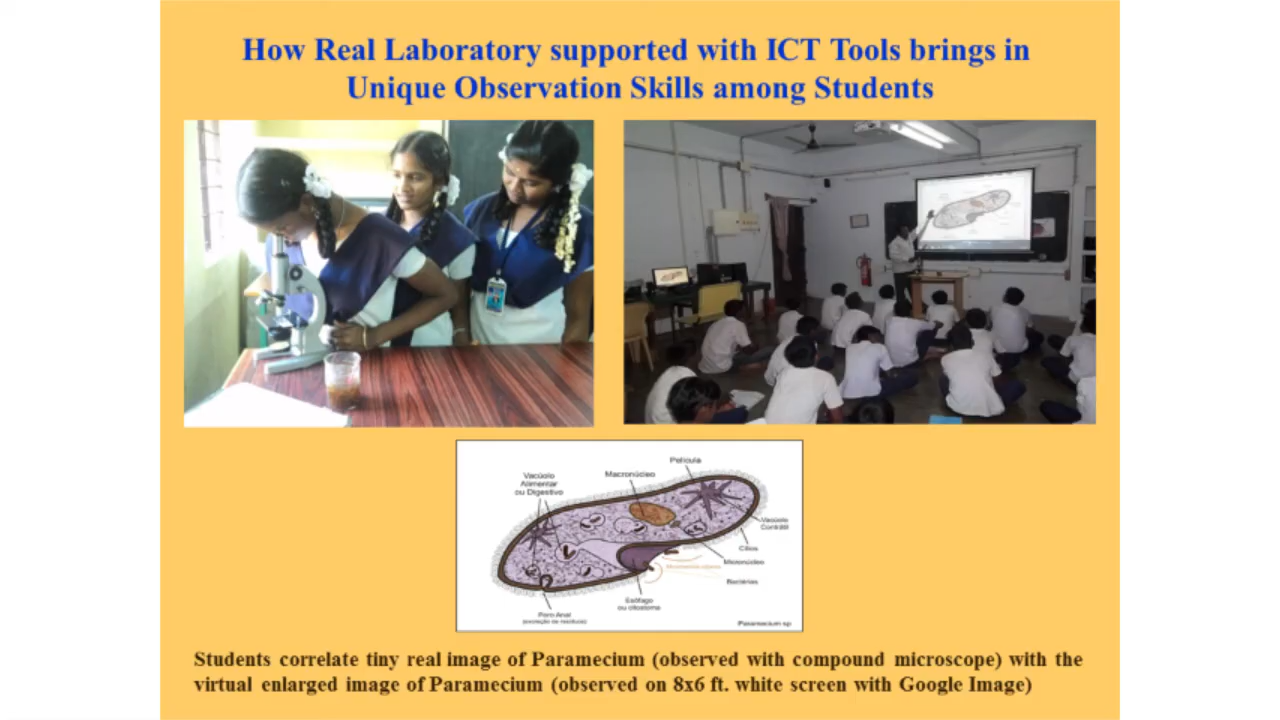 How Real Laboratory supported with ICT Tools brings in
Unique Observation Skills among Students
Película
Macronúcleo
Vacúolo
Alimentar
ou Digestivo
Vacúolo
Contrátil
Cílios
Micronúcleo
Bactérias
Esôfago
ou citostoma
Poro Anal
(excreção de resíduos)
Paramecium sp
Students correlate tiny real image of Paramecium (observed with compound microscope) with the
virtual enlarged image of Paramecium (observed on 8x6 ft. white screen with Google Image)